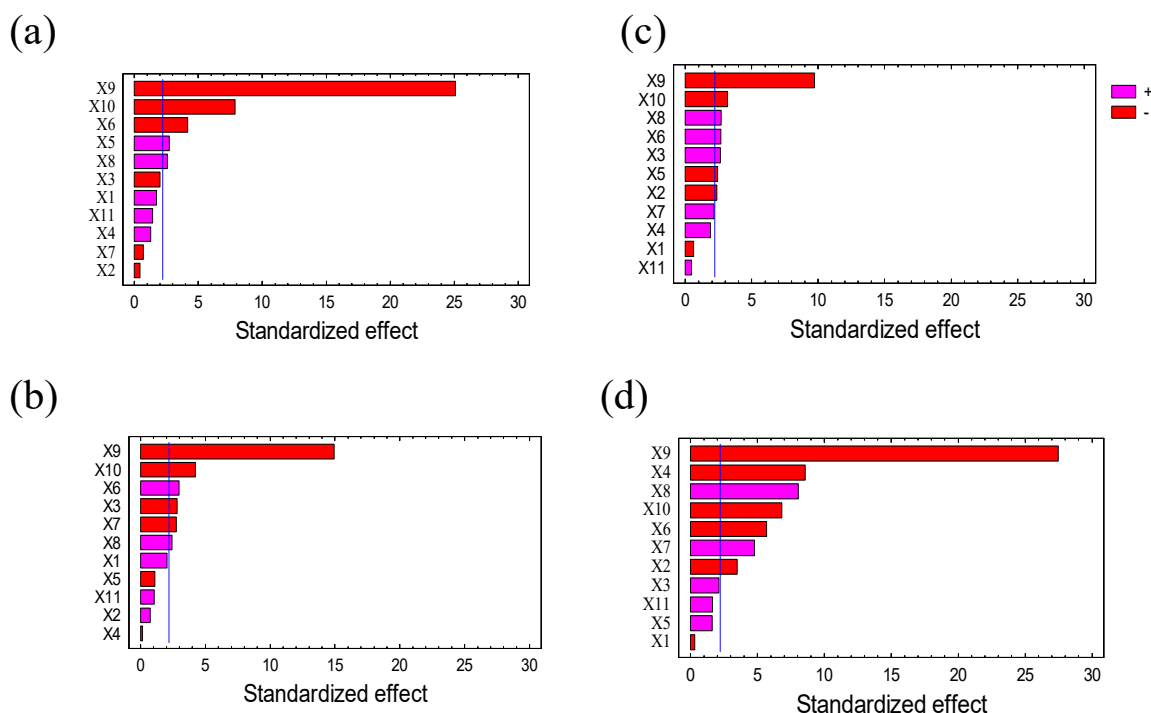 (a)
X9
X10
X6
X5
X8
X3
X1
X11
X4
X7
X2
0 5 10 15 20 25 30
Standardized effect
(c)
X9
X10
X8
X6
X3
X5
X2
X7
X4
X1
X11
0 5 10 15 20 25 30
Standardized effect
+
-
(b)
X9
X10
X6
X3
X7
X8
X1
X5
X11
X2
X4
0 5 10 15 20 25 30
Standardized effect
(d)
X9
X4
X8
X10
X6
X7
X2
X3
X11
X5
X1
0 5 10 15 20 25 30
Standardized effect